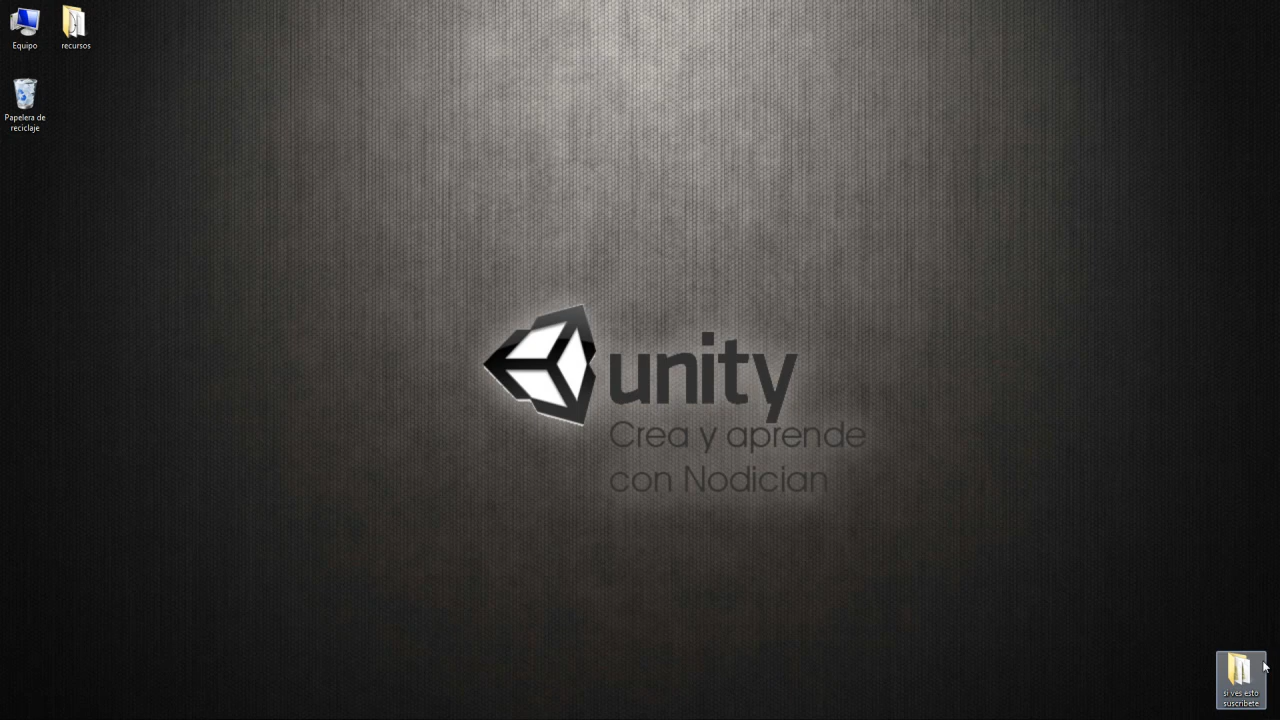 Equipo
recursos
Papelera de
reciclaje
unity
Crea y aprende
con Nodician
si ves esto
suscribete